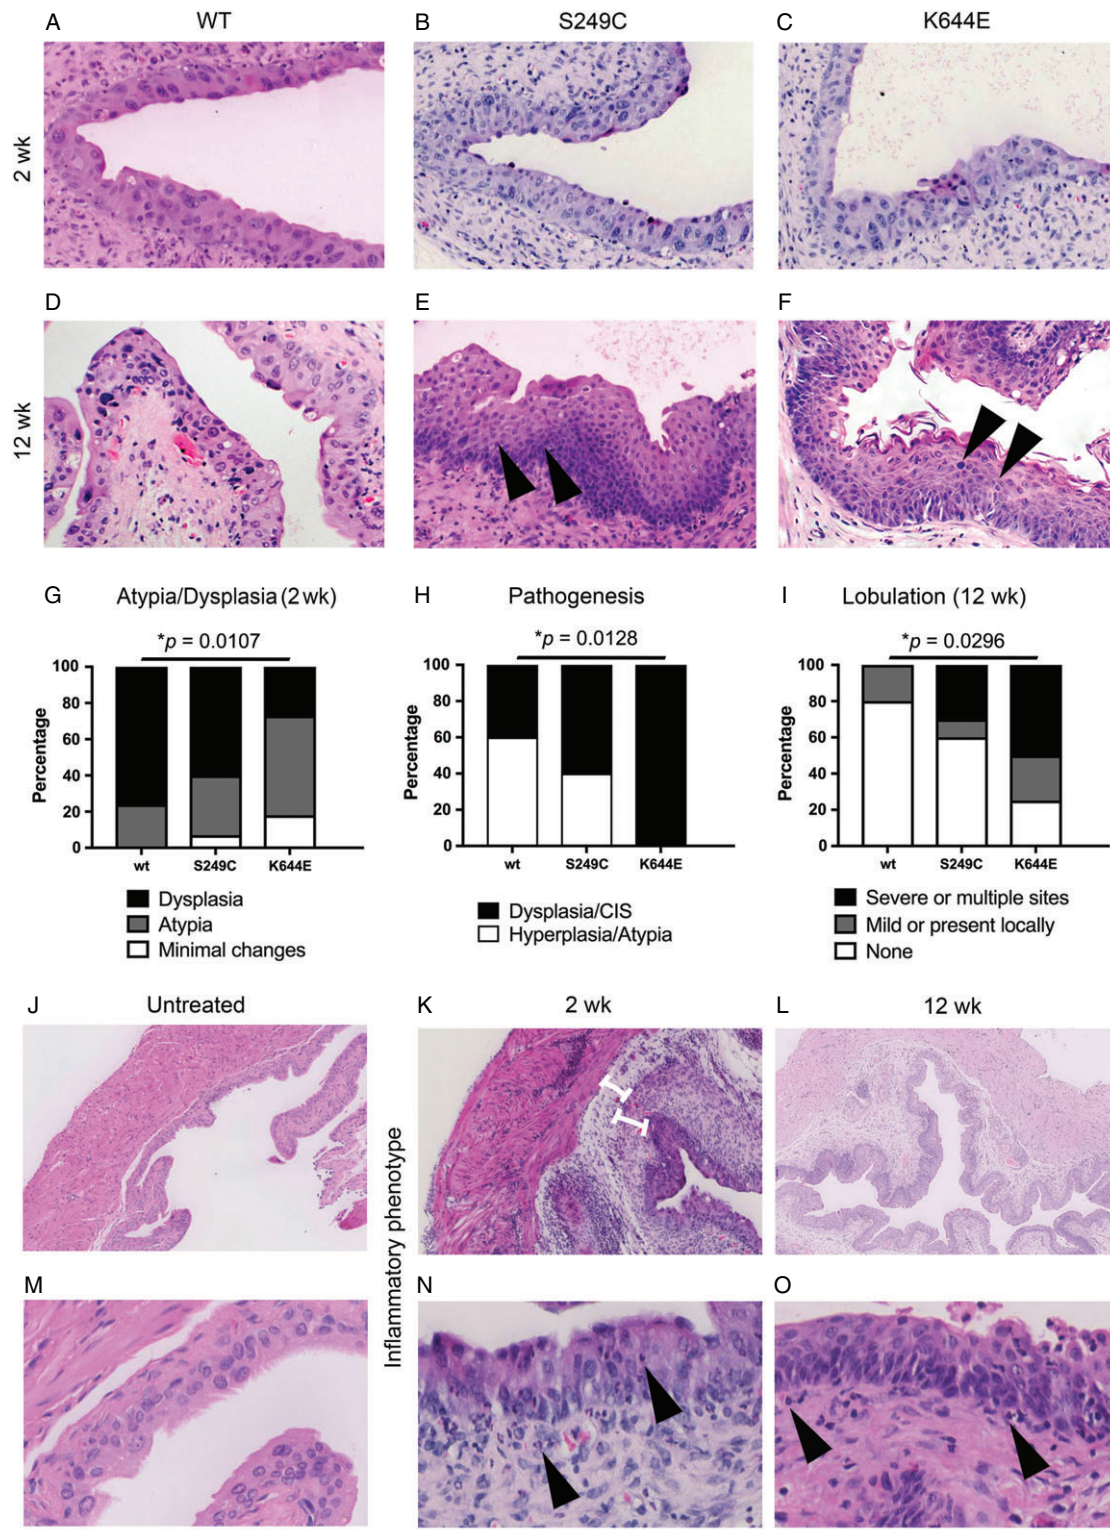 A WT B S249C C K644E
2 wk
D E F
12 wk
G Atypia/Dysplasia (2 wk) H Pathogenesis I Lobulation (12 wk)
*p = 0.0107 *p = 0.0128 *p = 0.0296
Percentage
100
80
60
40
20
0
wt S249C K644E
Dysplasia
Atypia
Minimal changes
Percentage
100
80
60
40
20
0
wt S249C K644E
Dysplasia/CIS
Hyperplasia/Atypia
Percentage
100
80
60
40
20
0
wt S249C K644E
Severe or multiple sites
Mild or present locally
None
J Untreated K 2 wk L 12 wk
Inflammatory phenotype
M N O